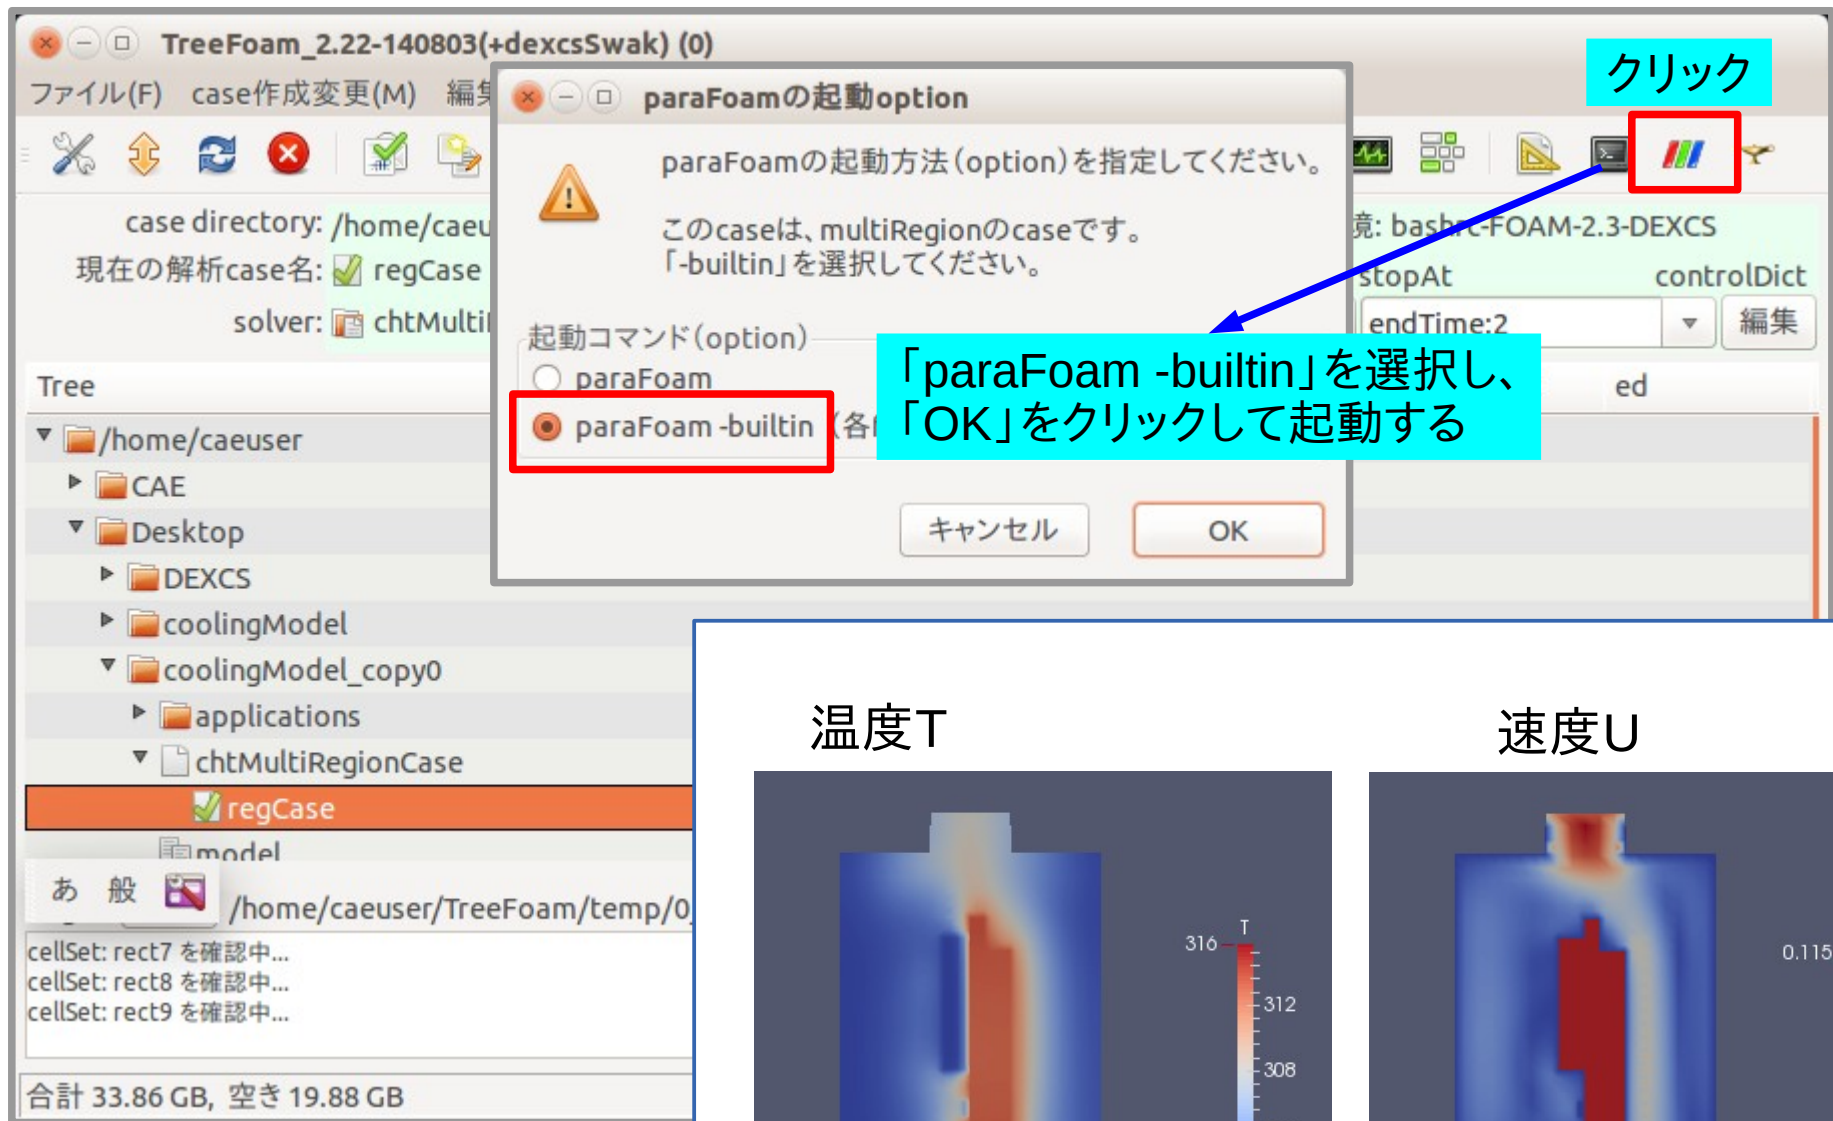 TreeFoam_2.22-140803(+dexcsSwak) (0)
ファイル(F) case作成変更(M) 編集
paraFoamの起動option
クリック
paraFoamの起動方法(option)を指定してください。
このcaseは、multiRegionのcaseです。
「-builtin」を選択してください。
case directory: /home/caeu
境: bashrc-FOAM-2.3-DEXCS
現在の解析case名: regCase
stopAt controlDict
solver: chtMulti
endTime:2 編集
起動コマンド(option)
paraFoam
paraFoam -builtin (各
「paraFoam -builtin」を選択し、
「OK」をクリックして起動する
キャンセル OK
Tree
ed
/home/caeuser
CAE
Desktop
DEXCS
coolingModel
coolingModel_copy0
applications
chtMultiRegionCase
regCase
model
あ 般
/home/caeuser/TreeFoam/temp/0
cellSet: rect7 を確認中...
cellSet: rect8 を確認中...
cellSet: rect9 を確認中...
合計 33.86 GB, 空き 19.88 GB
温度T
速度U
T
316
312
308
0.115